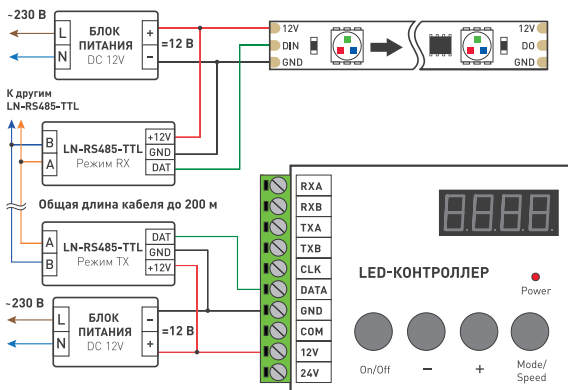 ~230 В
L
N
БЛОК
ПИТАНИЯ
DC 12V
+
−
=12 В
12V
DIN
GND
12V
DO
GND
К другим
LN-RS485-TTL
B
A
LN-RS485-TTL
Режим RX
+12V
GND
DAT
Общая длина кабеля до 200 м
A
B
LN-RS485-TTL
Режим TX
DAT
GND
+12V
~230 В
L
N
БЛОК
ПИТАНИЯ
DC 12V
−
+
=12 В
RXA
RXB
TXA
TXB
CLK
DATA
GND
COM
12V
24V
8888
LED-КОНТРОЛЛЕР
Power
On/Off
−
+
Mode/
Speed